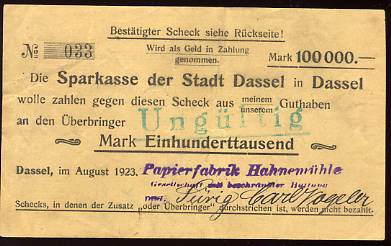 Bestätigter Scheck siehe Rückseite!
No 033
Wird als Geld in Zahlung genommen.
Mark 100000.—
Die Sparkasse der Stadt Dassel in Dassel
wolle zahlen gegen diesen Scheck aus meinem unserem Guthaben
an den Überbringer
Ungültig
Mark Einhunderttausend
Dassel, im August 1923.
Papierfabrik Hahnemühle
Gesellschaft mit beschränkter Haftung
Carl Vogeler
Schecks, in denen der Zusatz „oder Überbringer" durchstrichen ist, werden nicht bezahlt.